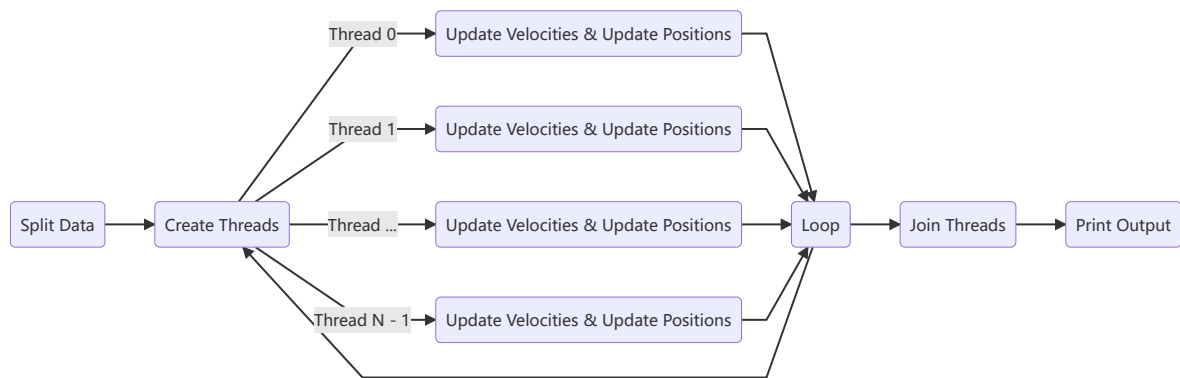 Split Data
Create Threads
Thread 0
Update Velocities & Update Positions
Thread 1
Update Velocities & Update Positions
Thread ...
Update Velocities & Update Positions
Thread N - 1
Update Velocities & Update Positions
Loop
Join Threads
Print Output